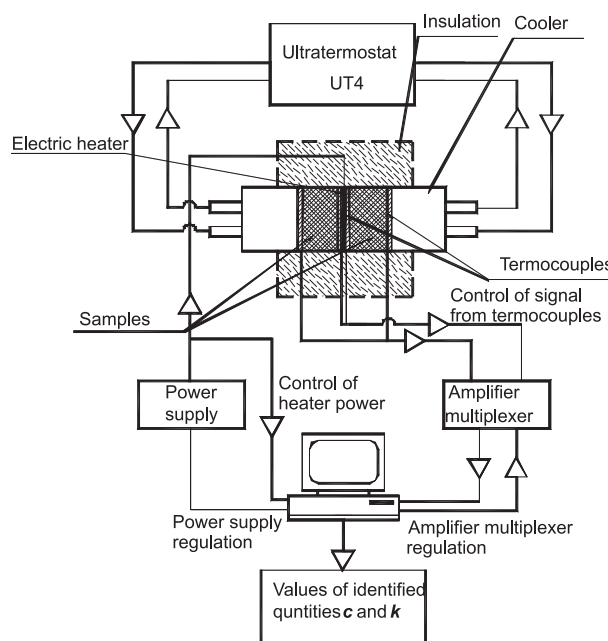 Insulation
Cooler
Ultratermostat
UT4
Electric heater
Termocouples
Control of signal
from termocouples
Samples
Power
supply
Control of
heater power
Amplifier
multiplexer
Power supply
regulation
Amplifier multiplexer
regulation
Values of identified
quntities c and k